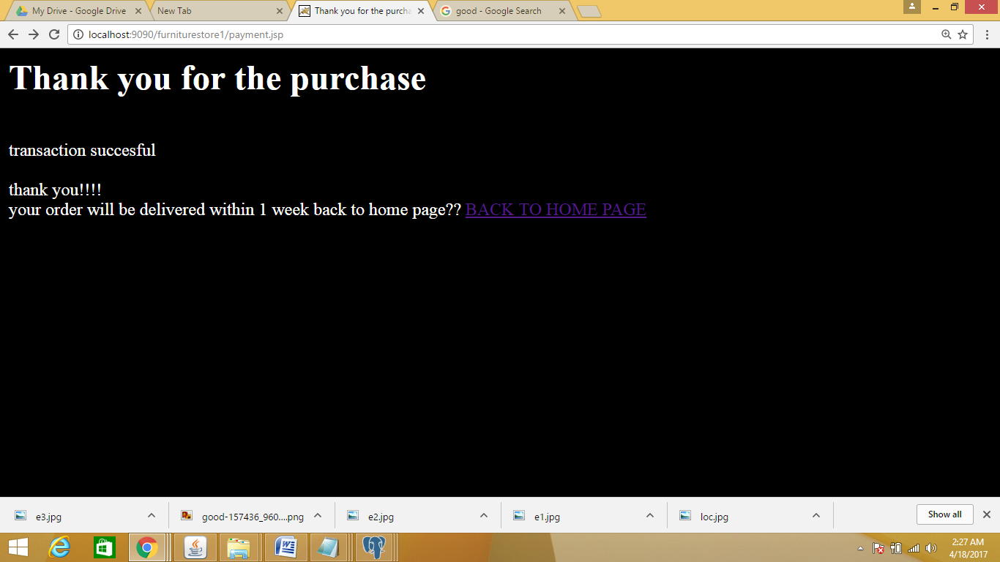 My Drive - Google Drive
New Tab
Thank you for the purcha
good - Google Search
localhost:9090/furniturestore1/payment.jsp
Thank you for the purchase
transaction succesful
thank you!!!!
your order will be delivered within 1 week back to home page?? BACK TO HOME PAGE
e3.jpg
good-157436_960....png
e2.jpg
e1.jpg
loc.jpg
Show all
2:27 AM
4/18/2017